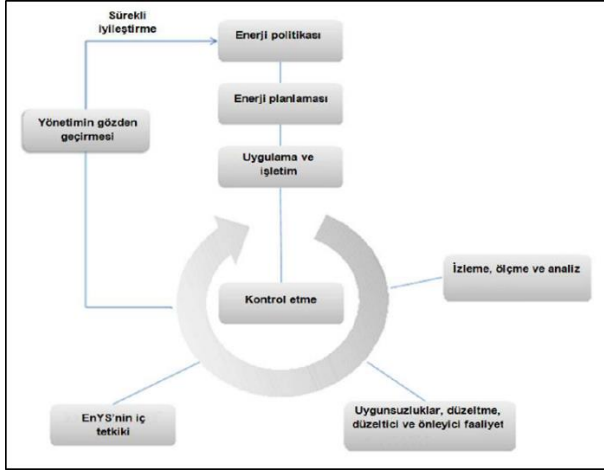 Sürekli
iyileştirme
Enerji politikası
Enerji planlaması
Yönetimin gözden
geçirmesi
Uygulama ve
işletim
Kontrol etme
İzleme, ölçme ve analiz
EnYS'nin iç
tetkiki
Uygunsuzluklar, düzeltme,
düzeltici ve önleyici faaliyet